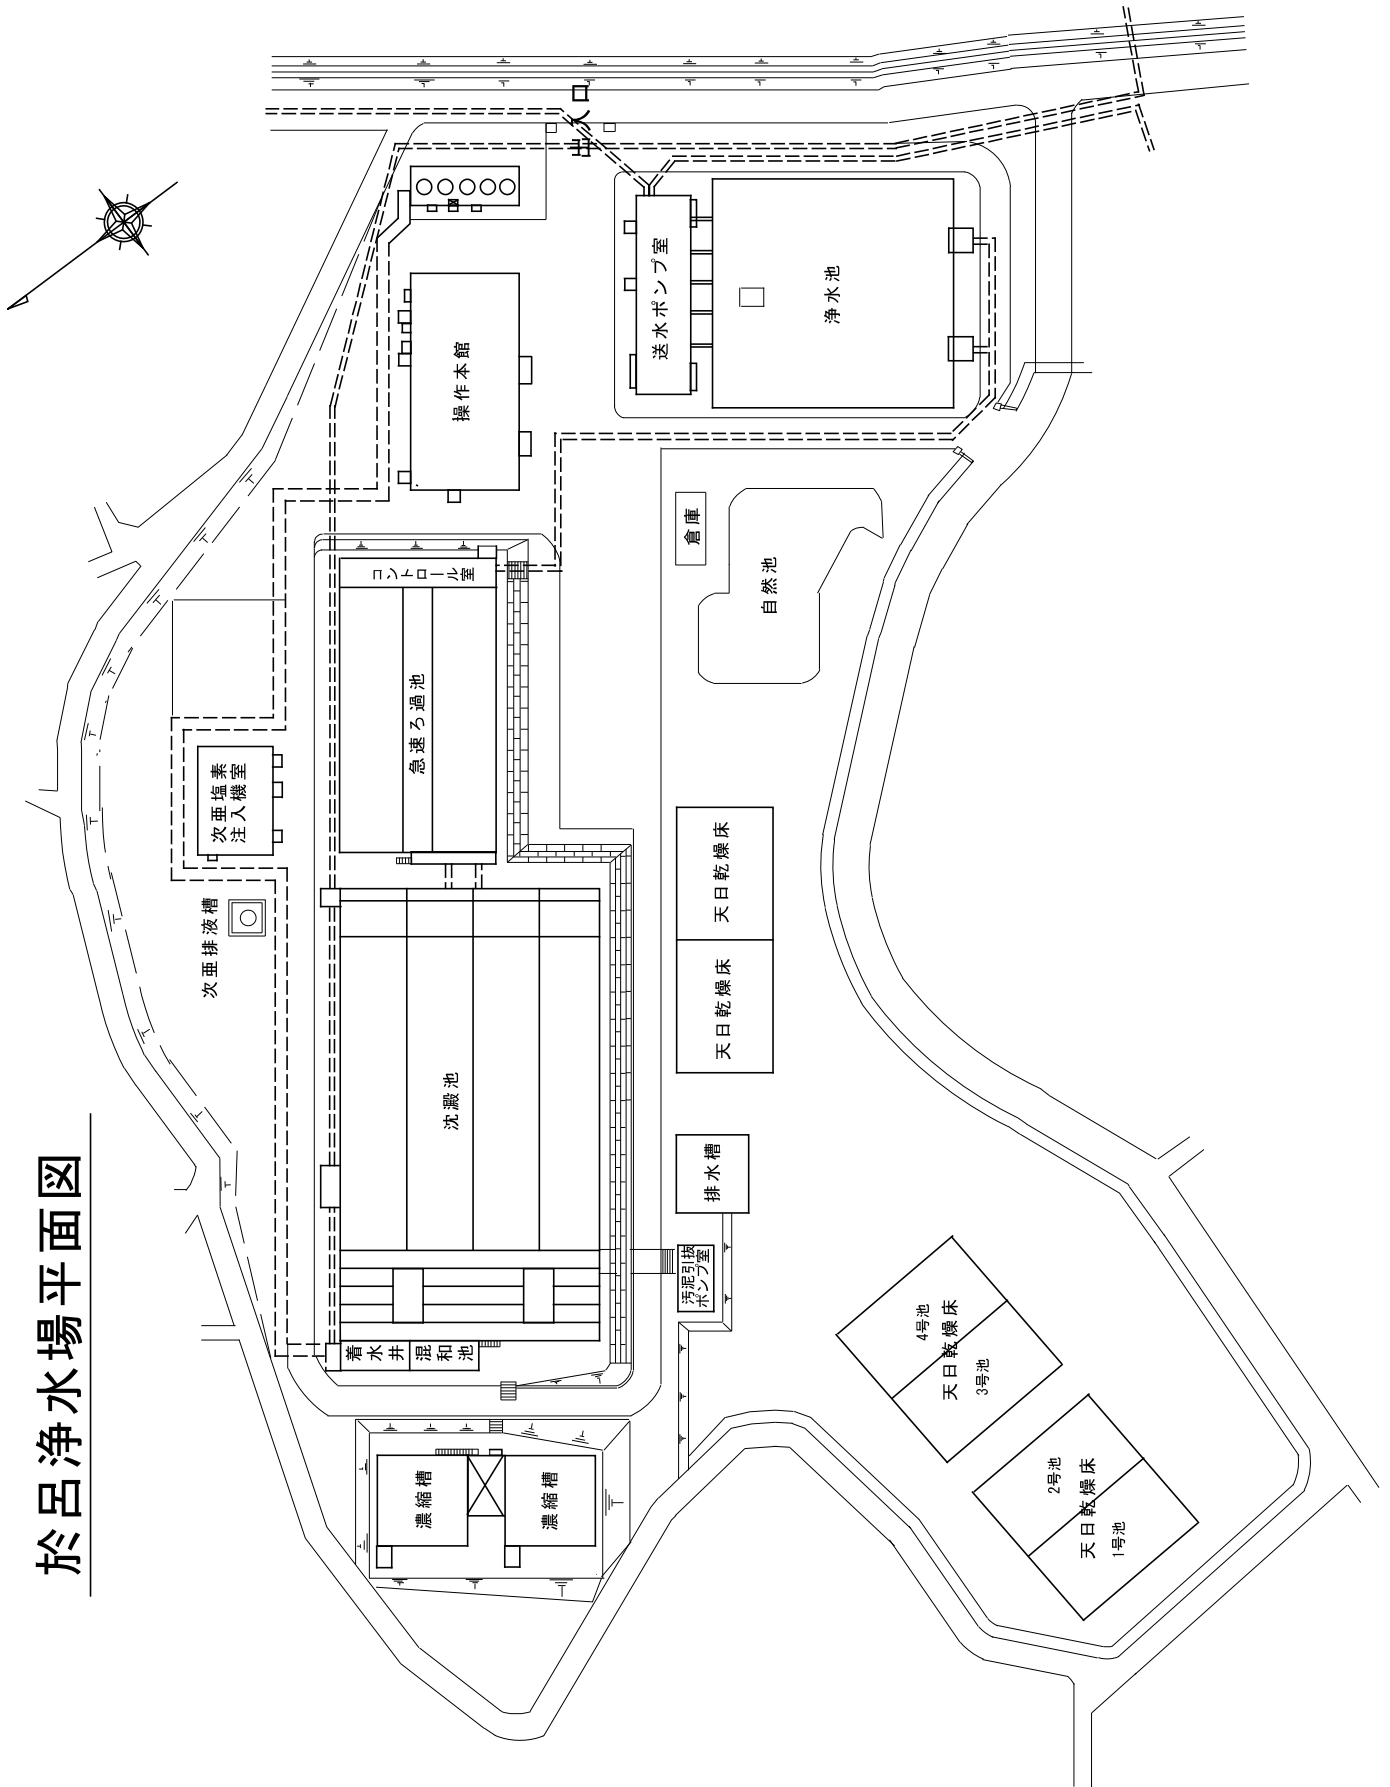 於呂浄水場平面図
次亜排液槽
次亜塩素
注入機室
着水井
混和池
沈澱池
急速ろ過池
コントロール室
操作本館
濃縮槽
濃縮槽
送水ポンプ室
浄水池
倉庫
自然池
天日乾燥床
天日乾燥床
排水槽
汚泥引抜
ポンプ室
4号池
天日乾燥床
3号池
2号池
天日乾燥床
1号池